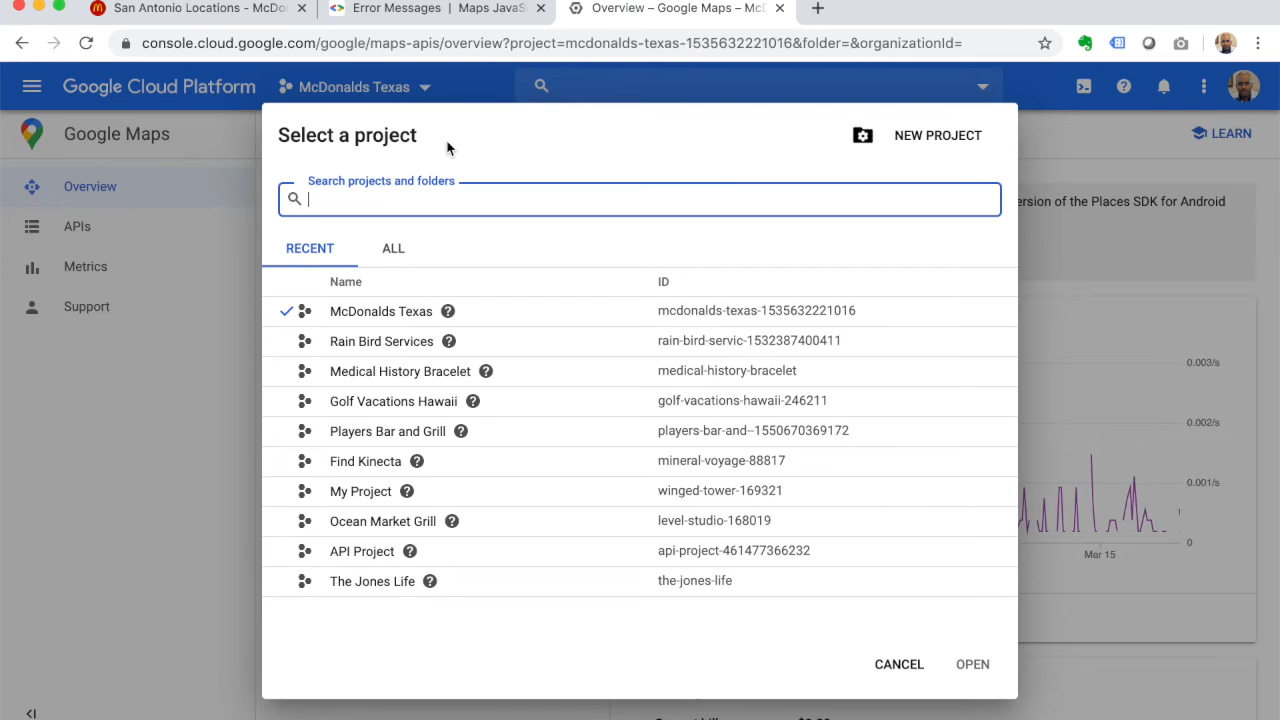 San Antonio Locations - McDo
Error Messages | Maps JavaS
Overview – Google Maps – McD
console.cloud.google.com/google/maps-apis/overview?project=mcdonalds-texas-1535632221016&folder=&organizationId=
Google Cloud Platform
McDonalds Texas
Google Maps
LEARN
Select a project
NEW PROJECT
Overview
Search projects and folders
ersion of the Places SDK for Android
APIs
RECENT ALL
Metrics
Name ID
Support
McDonalds Texas mcdonalds-texas-1535632221016
Rain Bird Services rain-bird-servic-1532387400411
0.003/s
Medical History Bracelet medical-history-bracelet
Golf Vacations Hawaii golf-vacations-hawaii-246211
0.002/s
Players Bar and Grill players-bar-and--1550670369172
Find Kinecta mineral-voyage-88817
0.001/s
My Project winged-tower-169321
Ocean Market Grill level-studio-168019
0
API Project api-project-461477366232
Mar 15
The Jones Life the-jones-life
CANCEL OPEN